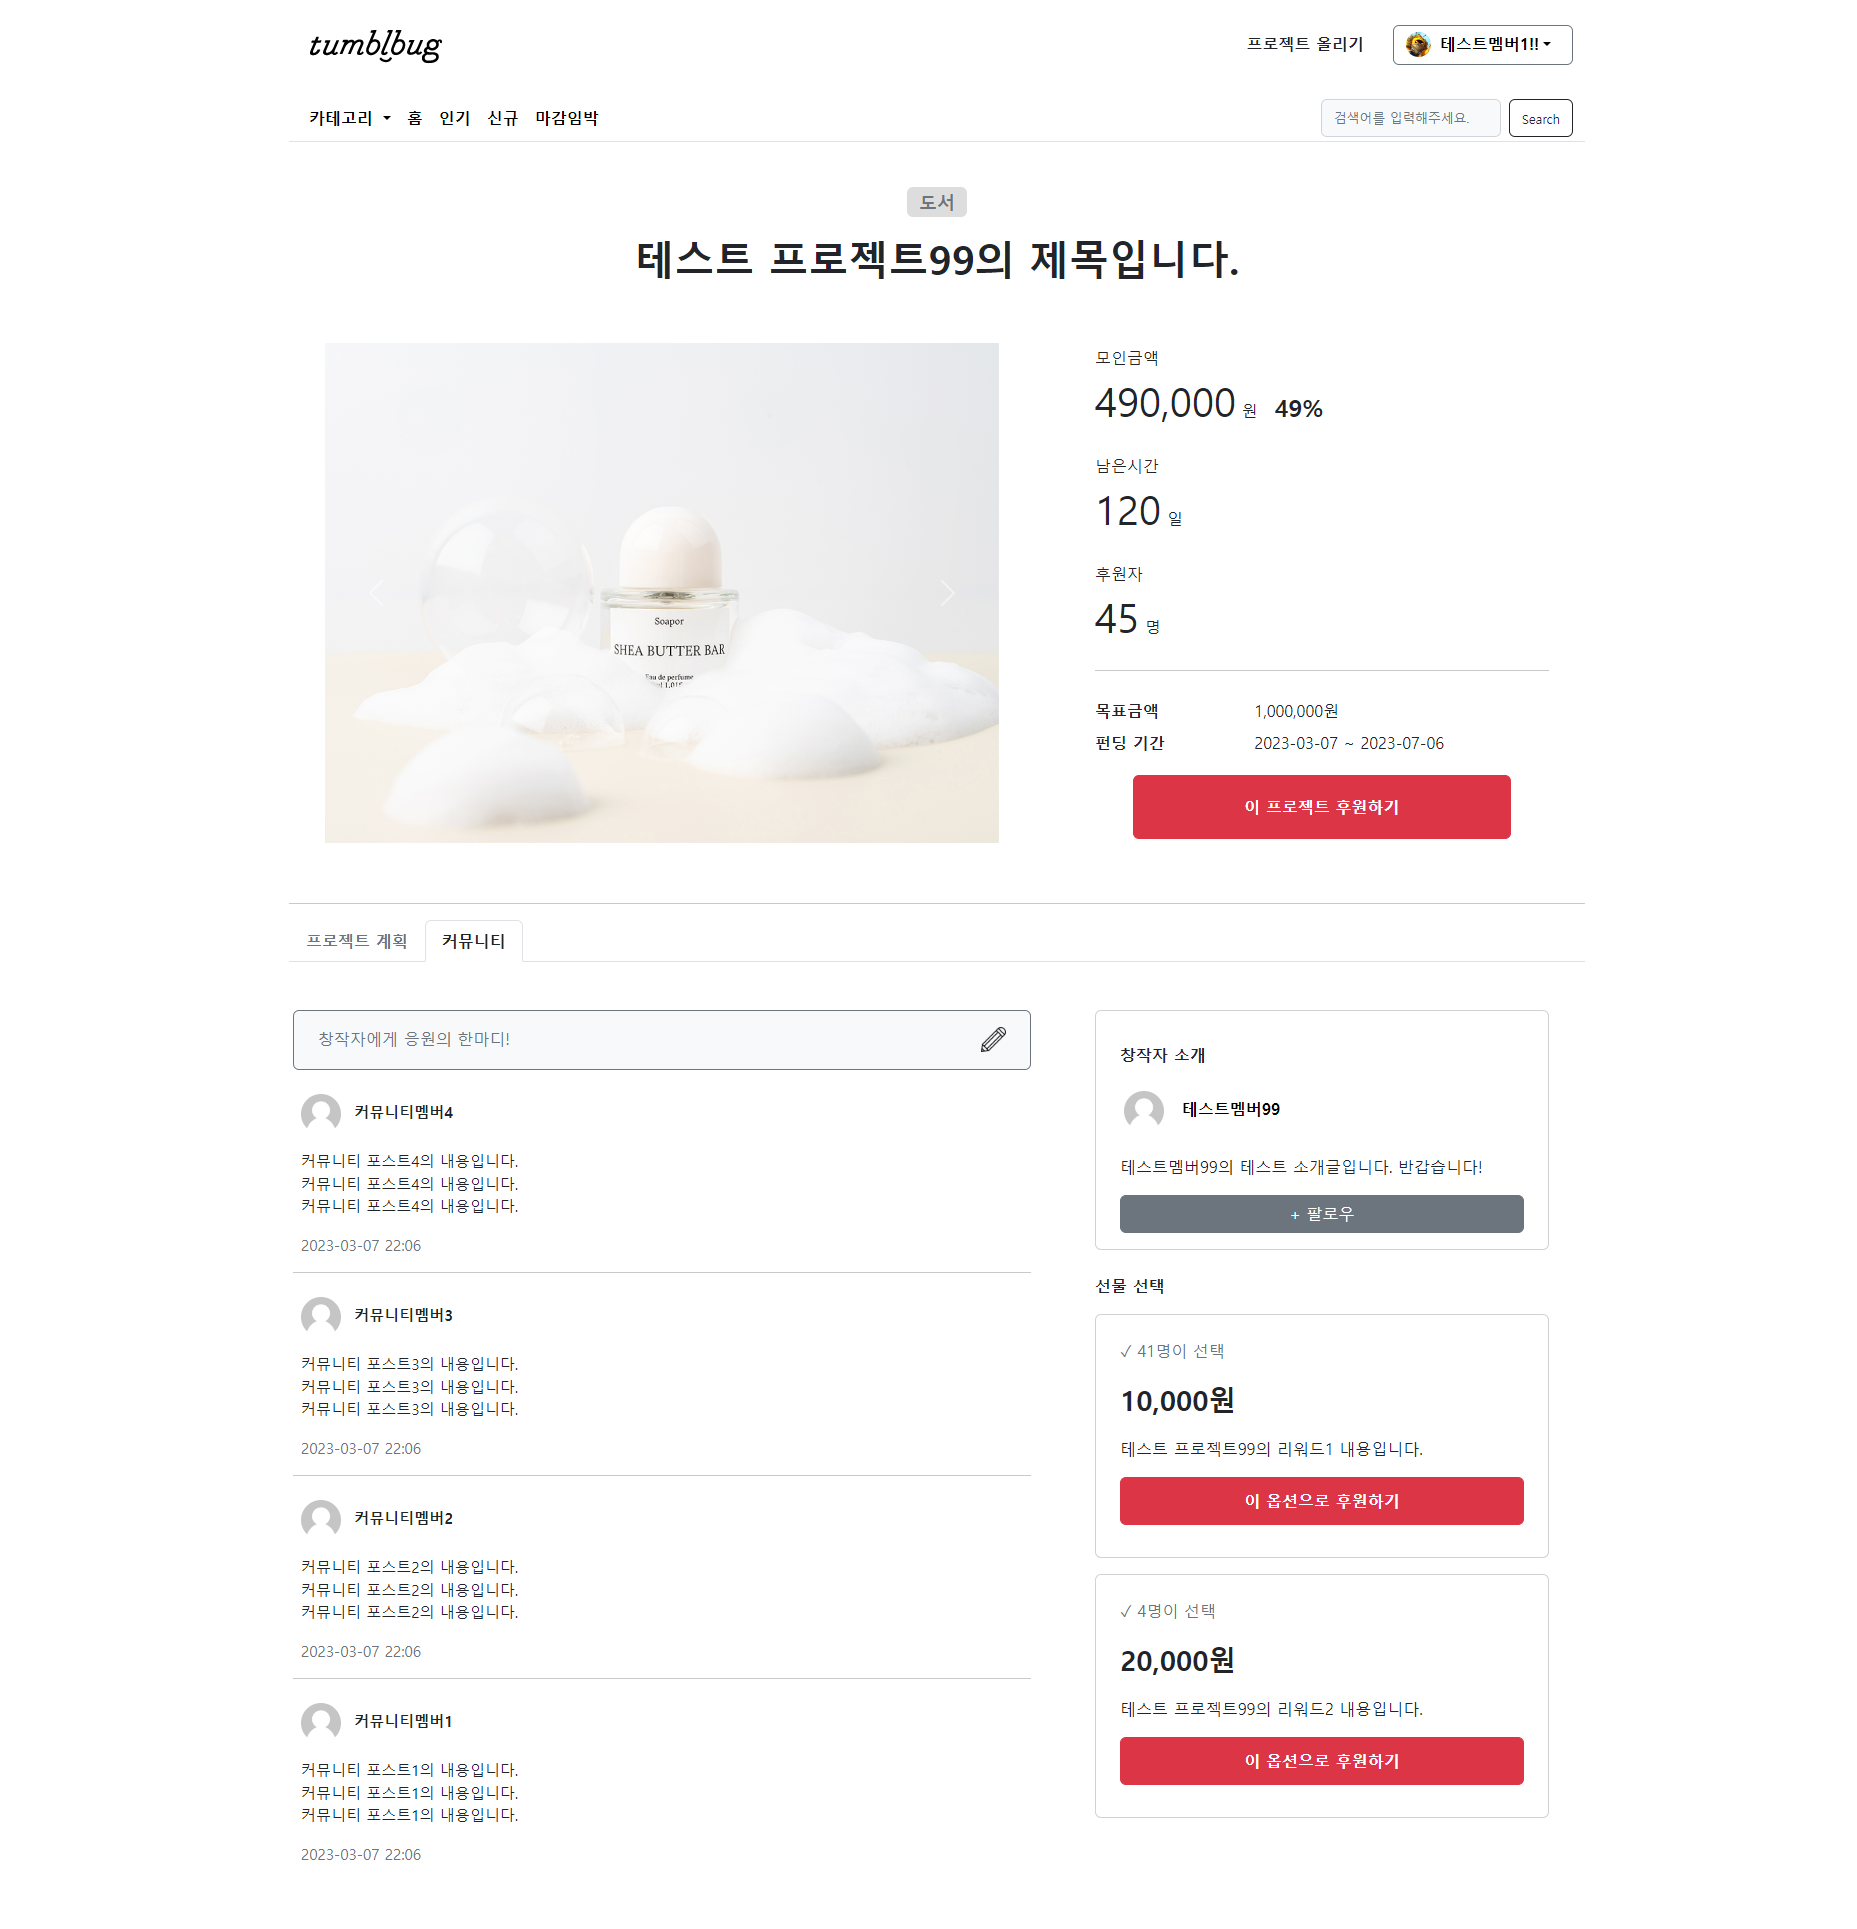 tumblbug
프로젝트 올리기
테스트멤버1!!
카테고리 홈 인기 신규 마감임박
검색어를 입력해주세요.
Search
도서
테스트 프로젝트99의 제목입니다.
Soapor
SHEA BUTTER BAR
Eau de perfume
모인금액
490,000 원 49%
남은시간
120 일
후원자
45 명
목표금액 1,000,000원
펀딩 기간 2023-03-07 ~ 2023-07-06
이 프로젝트 후원하기
프로젝트 계획
커뮤니티
창작자에게 응원의 한마디!
커뮤니티멤버4
커뮤니티 포스트4의 내용입니다.
커뮤니티 포스트4의 내용입니다.
커뮤니티 포스트4의 내용입니다.
2023-03-07 22:06
커뮤니티멤버3
커뮤니티 포스트3의 내용입니다.
커뮤니티 포스트3의 내용입니다.
커뮤니티 포스트3의 내용입니다.
2023-03-07 22:06
커뮤니티멤버2
커뮤니티 포스트2의 내용입니다.
커뮤니티 포스트2의 내용입니다.
커뮤니티 포스트2의 내용입니다.
2023-03-07 22:06
커뮤니티멤버1
커뮤니티 포스트1의 내용입니다.
커뮤니티 포스트1의 내용입니다.
커뮤니티 포스트1의 내용입니다.
2023-03-07 22:06
창작자 소개
테스트멤버99
테스트멤버99의 테스트 소개글입니다. 반갑습니다!
+ 팔로우
선물 선택
✓ 41명이 선택
10,000원
테스트 프로젝트99의 리워드1 내용입니다.
이 옵션으로 후원하기
✓ 4명이 선택
20,000원
테스트 프로젝트99의 리워드2 내용입니다.
이 옵션으로 후원하기